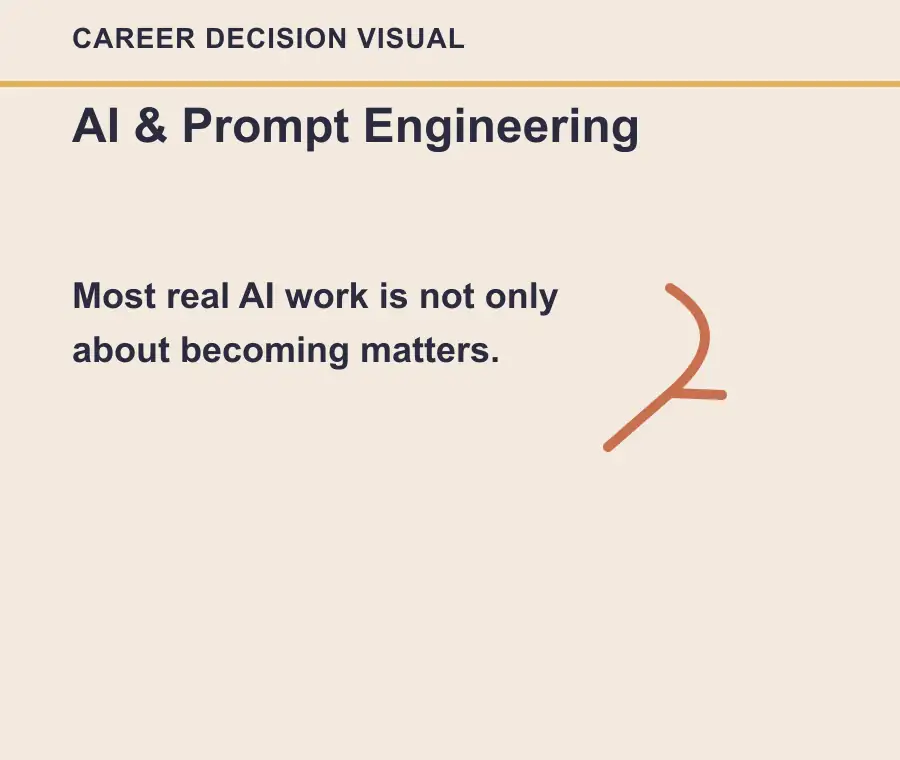 CAREER DECISION VISUAL
AI & Prompt Engineering
Most real AI work is not only
about becoming matters.